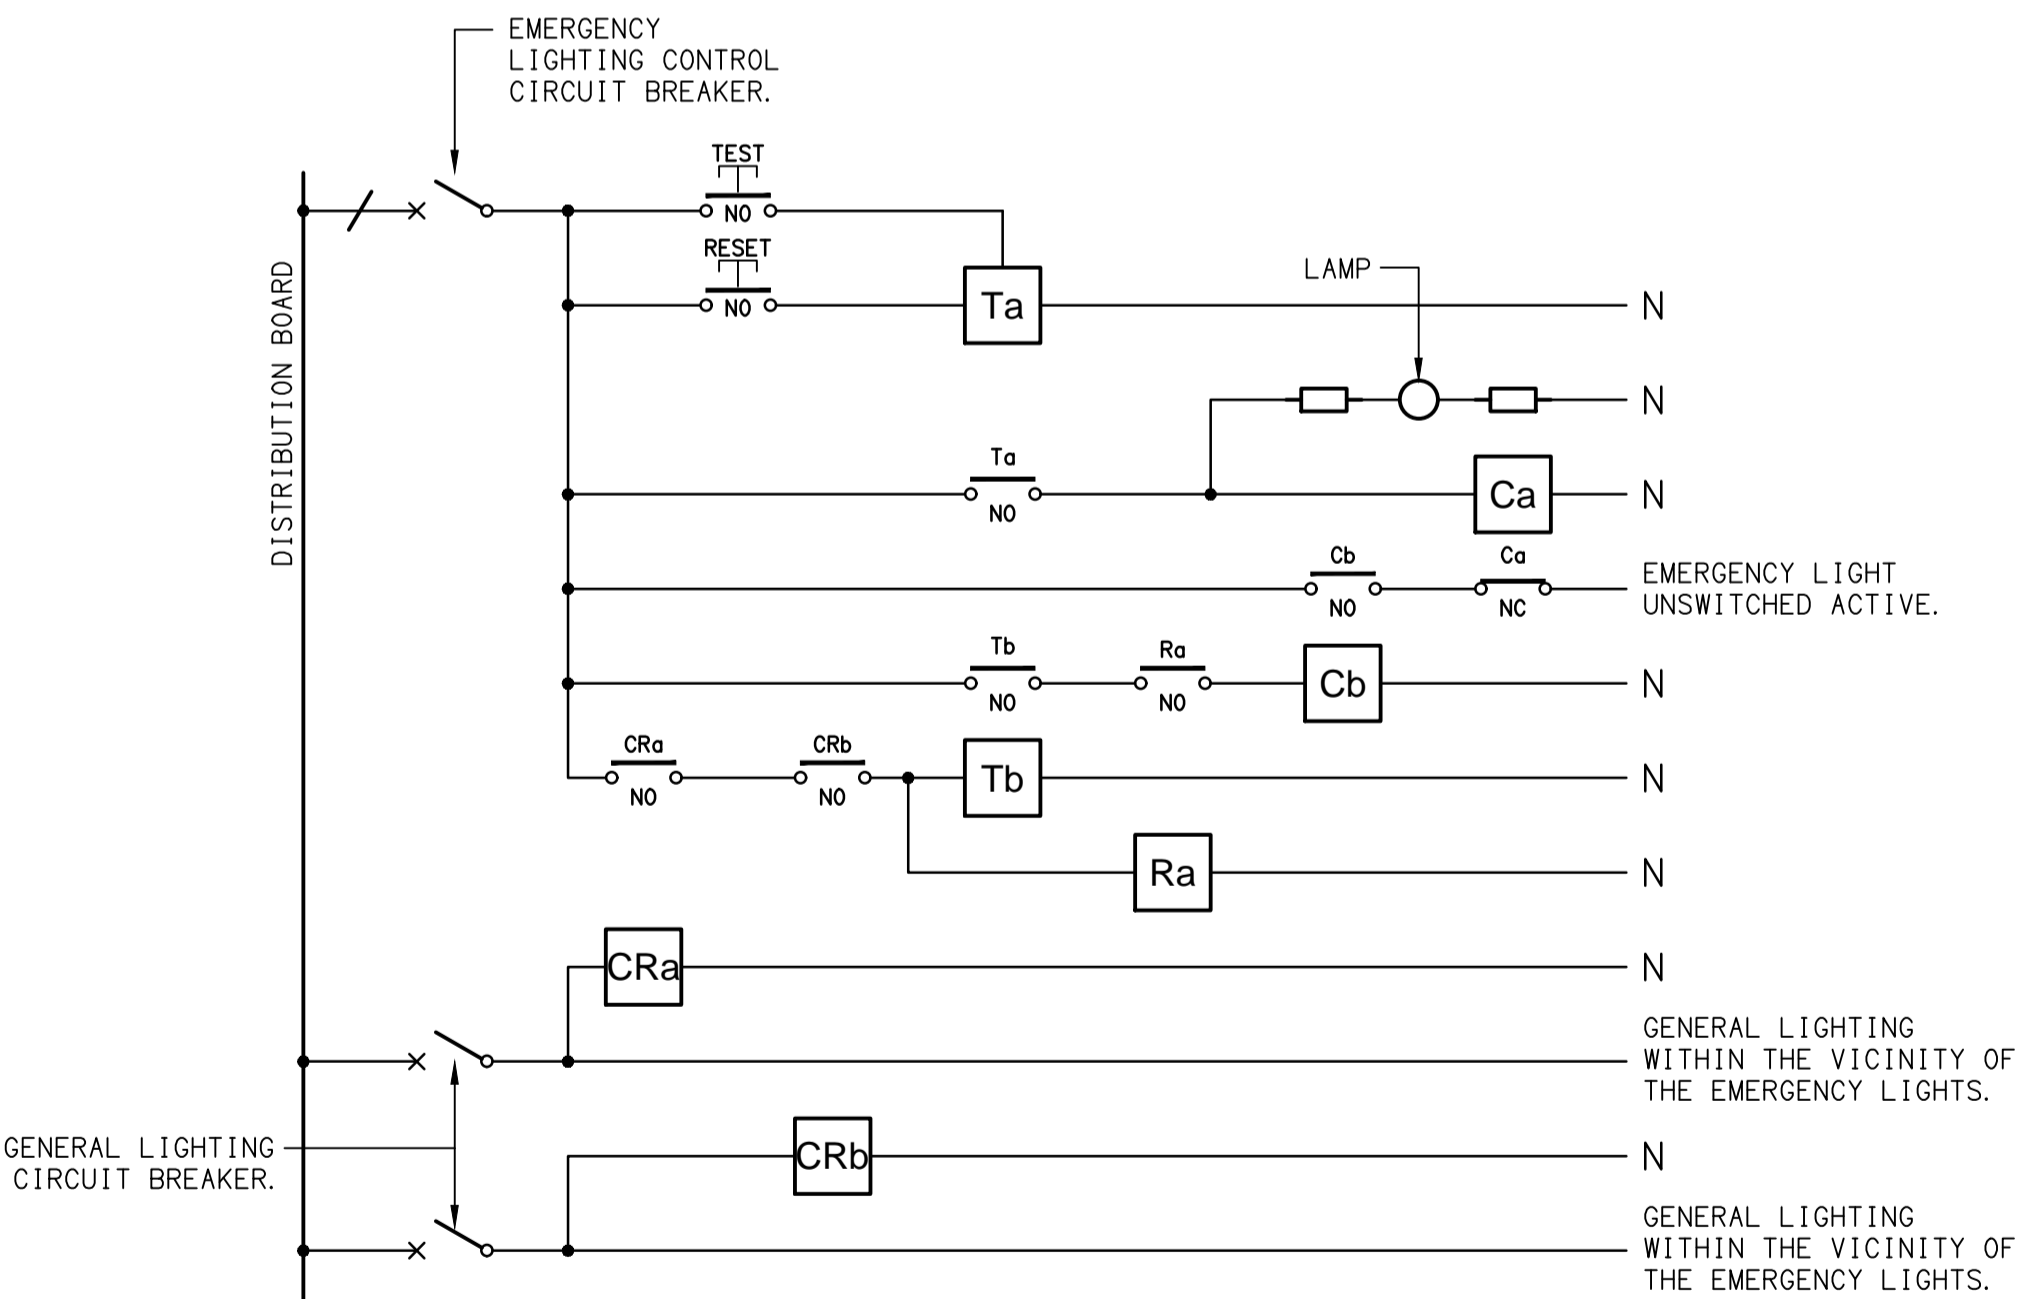 EMERGENCY
LIGHTING CONTROL
CIRCUIT BREAKER.
TEST
NO
RESET
NO
Ta
N
DISTRIBUTION BOARD
LAMP
N
Ta
NO
Ca
N
Cb
NO
Ca
NC
EMERGENCY LIGHT
UNSWITCHED ACTIVE.
Tb
NO
Ra
NO
Cb
N
CRa
NO
CRb
NO
Tb
N
Ra
N
CRa
N
GENERAL LIGHTING
WITHIN THE VICINITY OF
THE EMERGENCY LIGHTS.
GENERAL LIGHTING
CIRCUIT BREAKER.
CRb
N
GENERAL LIGHTING
WITHIN THE VICINITY OF
THE EMERGENCY LIGHTS.